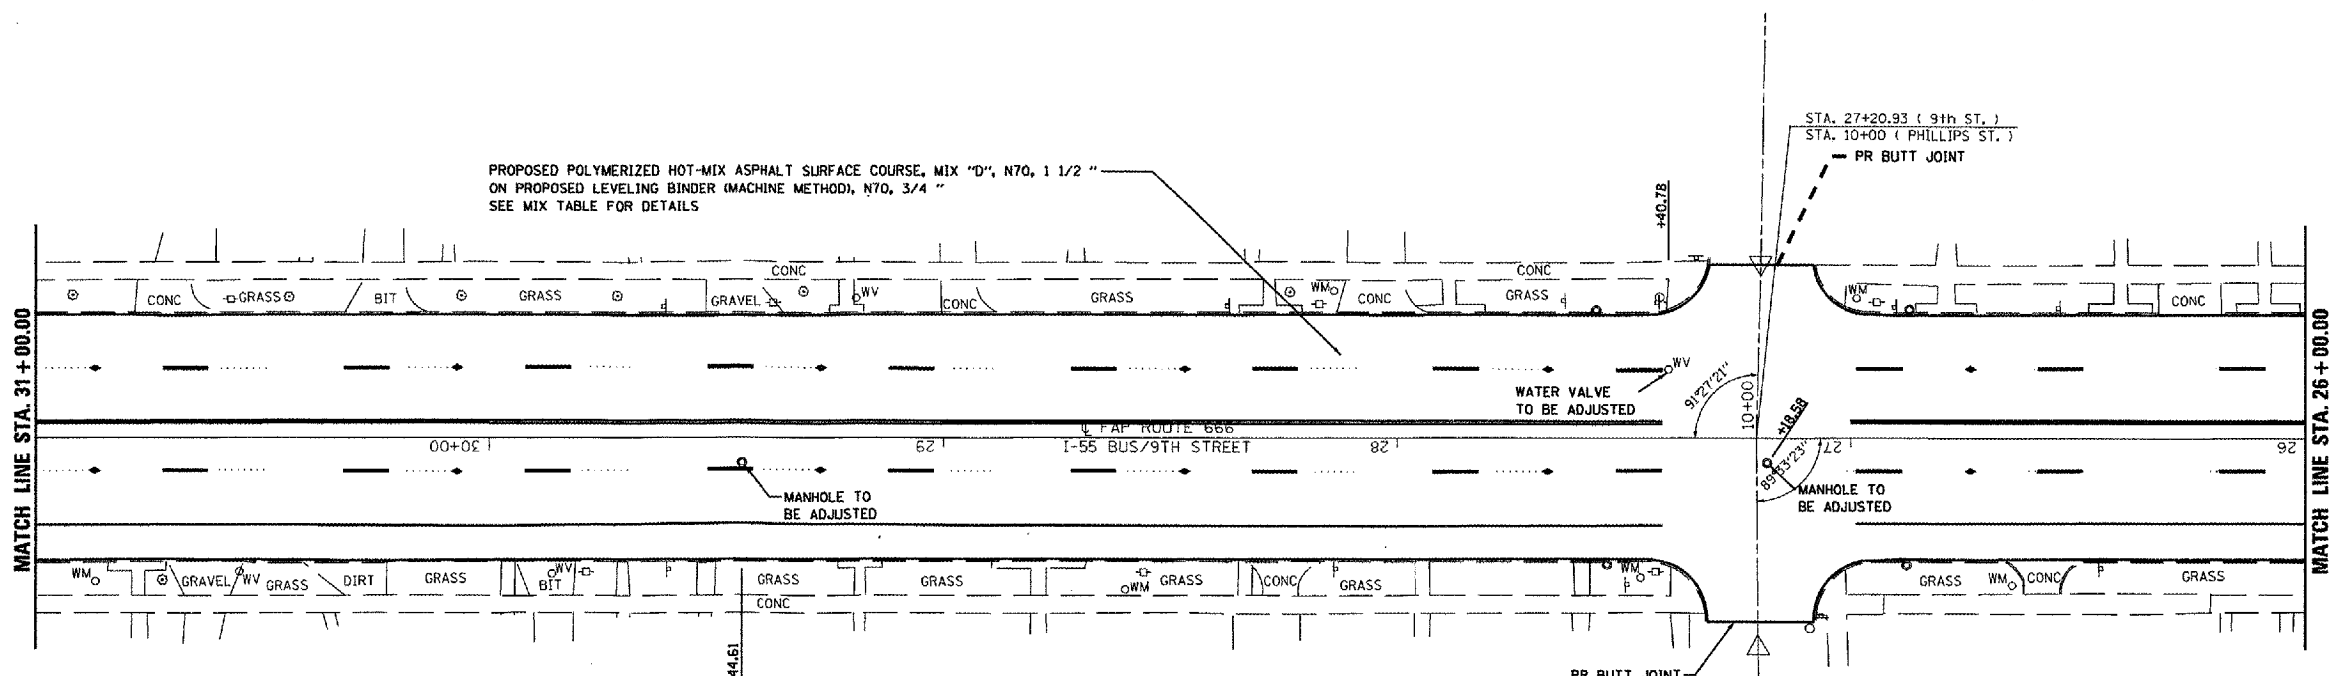 STA. 27+20.93 ( 9th ST. )
STA. 10+00 ( PHILLIPS ST. )
PR BUTT JOINT
PROPOSED POLYMERIZED HOT-MIX ASPHALT SURFACE COURSE, MIX "D", N70, 1 1/2 "
ON PROPOSED LEVELING BINDER (MACHINE METHOD), N70, 3/4 "
SEE MIX TABLE FOR DETAILS
+40.78
CONC
CONC
CONC
GRASS
BIT
GRASS
GRAVEL
WV
CONC
GRASS
WM
CONC
GRASS
WM
CONC
MATCH LINE STA. 31+00.00
MATCH LINE STA. 26+00.00
WV
WATER VALVE
TO BE ADJUSTED
91°27'21"
10+00
+18.58
℄ FAP ROUTE 666
I-55 BUS/9TH STREET
30+00
29
28
27
26
89°33'23"
MANHOLE TO
BE ADJUSTED
MANHOLE TO
BE ADJUSTED
WM
GRAVEL
WV
GRASS
DIRT
GRASS
WV
BIT
GRASS
GRASS
WM
GRASS
CONC
GRASS
WM
GRASS
WM
CONC
GRASS
CONC
44.61
PR BUTT JOINT